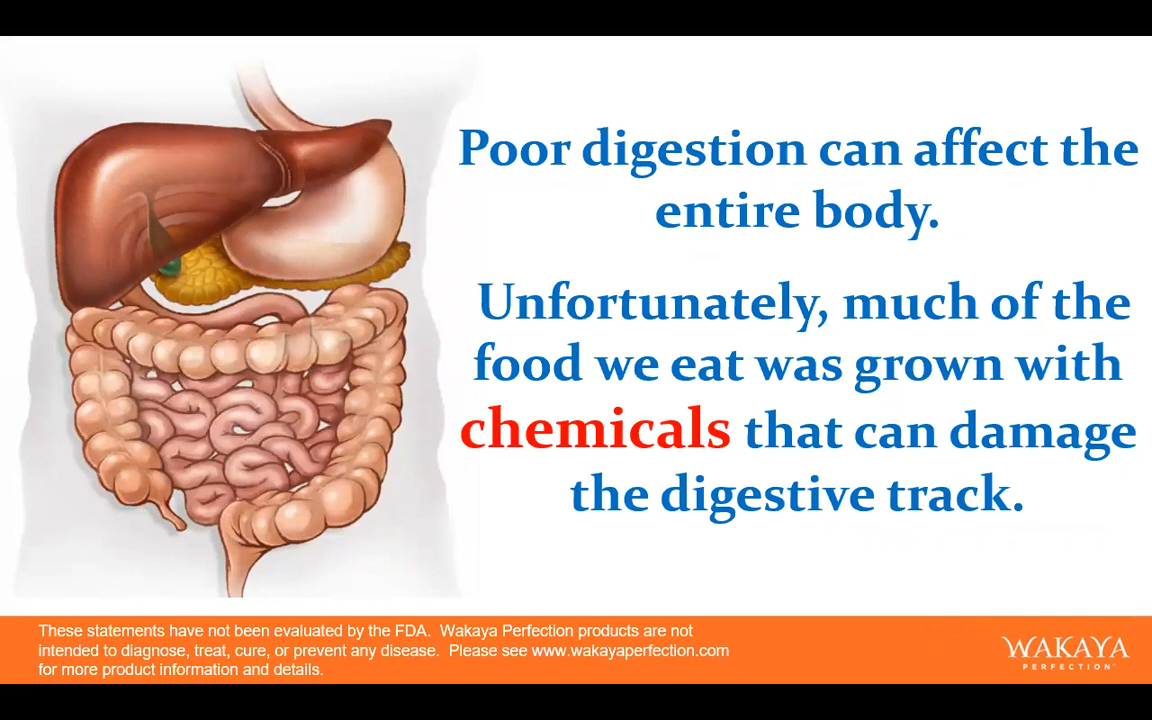 Poor digestion can affect the
entire body.
Unfortunately, much of the
food we eat was grown with
chemicals that can damage
the digestive track.
These statements have not been evaluated by the FDA.  Wakaya Perfection products are not
intended to diagnose, treat, cure, or prevent any disease.  Please see www.wakayaperfection.com
for more product information and details.
WAKAYA
PERFECTION™